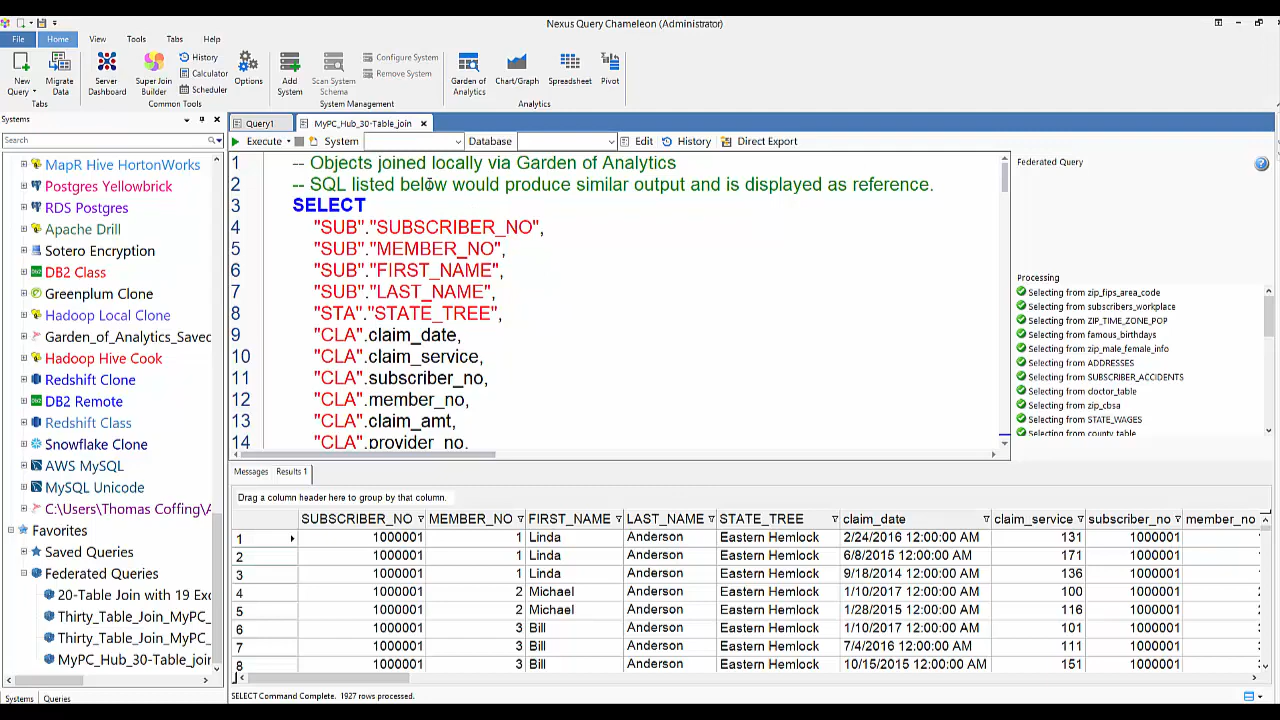 Nexus Query Chameleon (Administrator)
File Home View Tools Tabs Help
New Query
Migrate Data
Tabs
Server Dashboard
Super Join Builder
History
Calculator
Scheduler
Common Tools
Options
Add System
Scan System Schema
Configure System
Remove System
System Management
Garden of Analytics
Chart/Graph
Spreadsheet
Pivot
Analytics
Systems
Search
MapR Hive HortonWorks
Postgres Yellowbrick
RDS Postgres
Apache Drill
Sotero Encryption
DB2 Class
Greenplum Clone
Hadoop Local Clone
Garden_of_Analytics_Saved
Hadoop Hive Cook
Redshift Clone
DB2 Remote
Redshift Class
Snowflake Clone
AWS MySQL
MySQL Unicode
C:\Users\Thomas Coffing\A
Favorites
Saved Queries
Federated Queries
20-Table Join with 19 Exc
Thirty_Table_Join_MyPC_
Thirty_Table_Join_MyPC_
MyPC_Hub_30-Table_join
Systems Queries
Query1 MyPC_Hub_30-Table_join
Execute System Database Edit History Direct Export
1 -- Objects joined locally via Garden of Analytics
2 -- SQL listed below would produce similar output and is displayed as reference.
3 SELECT
4 "SUB"."SUBSCRIBER_NO",
5 "SUB"."MEMBER_NO",
6 "SUB"."FIRST_NAME",
7 "SUB"."LAST_NAME",
8 "STA"."STATE_TREE",
9 "CLA".claim_date,
10 "CLA".claim_service,
11 "CLA".subscriber_no,
12 "CLA".member_no,
13 "CLA".claim_amt,
14 "CLA".provider_no,
Federated Query
Processing
Selecting from zip_fips_area_code
Selecting from subscribers_workplace
Selecting from ZIP_TIME_ZONE_POP
Selecting from famous_birthdays
Selecting from zip_male_female_info
Selecting from ADDRESSES
Selecting from SUBSCRIBER_ACCIDENTS
Selecting from doctor_table
Selecting from zip_cbsa
Selecting from STATE_WAGES
Selecting from county_table
Messages Results 1
Drag a column header here to group by that column.
SUBSCRIBER_NO MEMBER_NO FIRST_NAME LAST_NAME STATE_TREE claim_date claim_service subscriber_no member_no
1 1000001 1 Linda Anderson Eastern Hemlock 2/24/2016 12:00:00 AM 131 1000001
2 1000001 1 Linda Anderson Eastern Hemlock 6/8/2015 12:00:00 AM 171 1000001
3 1000001 1 Linda Anderson Eastern Hemlock 9/18/2014 12:00:00 AM 136 1000001
4 1000001 2 Michael Anderson Eastern Hemlock 1/10/2017 12:00:00 AM 100 1000001
5 1000001 2 Michael Anderson Eastern Hemlock 1/28/2015 12:00:00 AM 116 1000001
6 1000001 3 Bill Anderson Eastern Hemlock 1/10/2017 12:00:00 AM 101 1000001
7 1000001 3 Bill Anderson Eastern Hemlock 7/4/2016 12:00:00 AM 111 1000001
8 1000001 3 Bill Anderson Eastern Hemlock 10/15/2015 12:00:00 AM 151 1000001
SELECT Command Complete. 1927 rows processed.